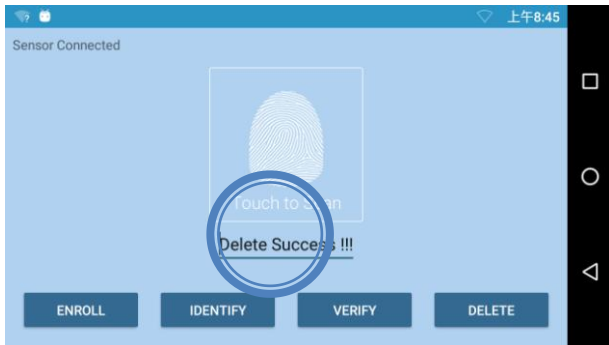 上午8:45
Sensor Connected
Touch to Scan
Delete Success !!!
ENROLL IDENTIFY VERIFY DELETE